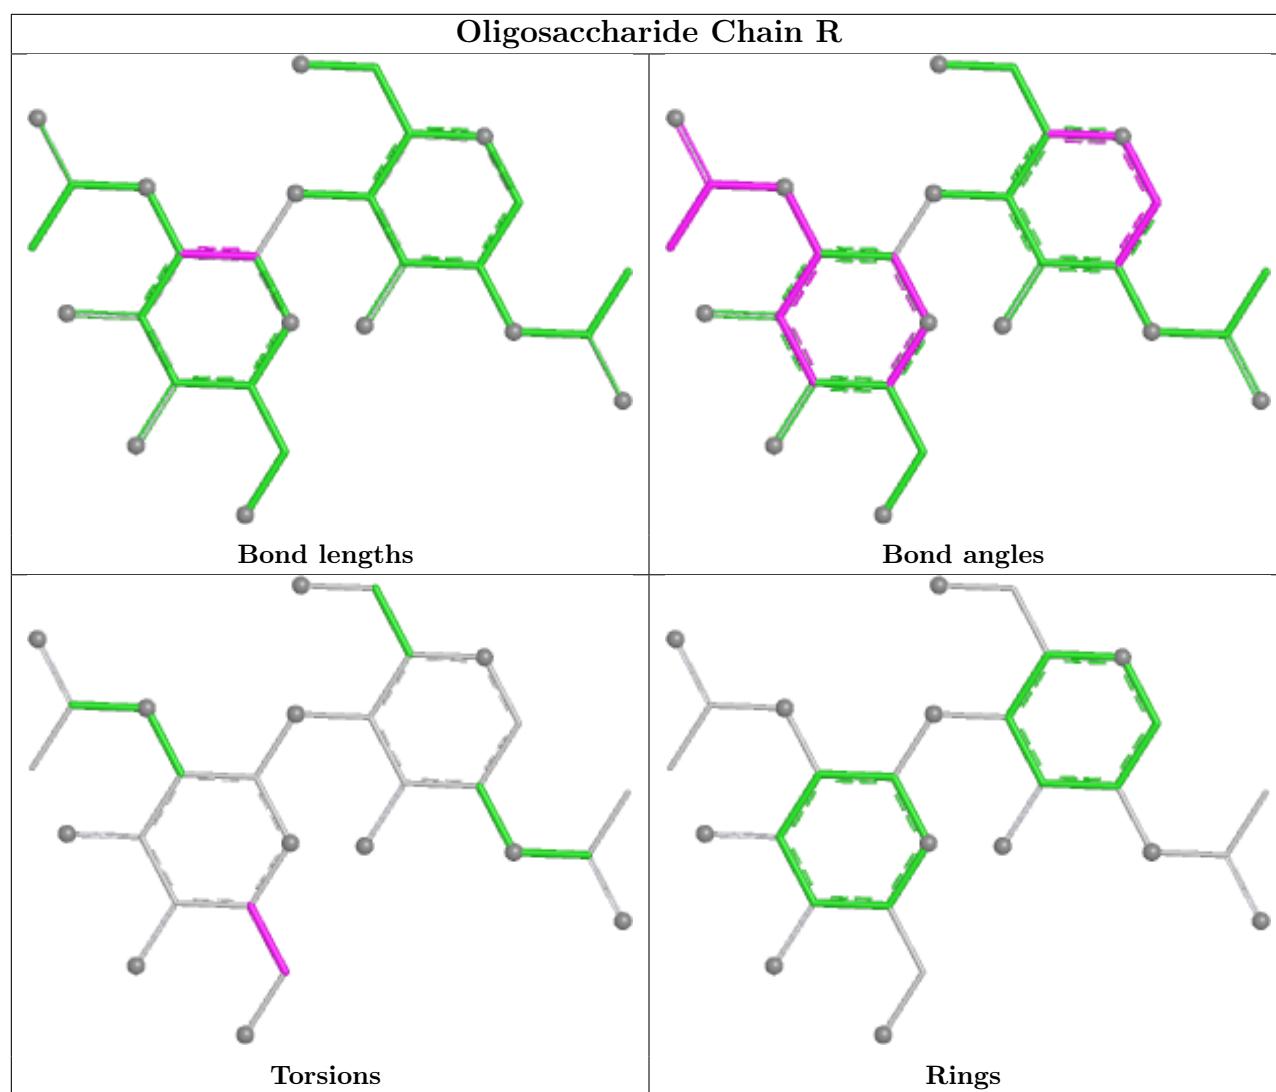 Oligosaccharide Chain R
Bond lengths
Bond angles
Torsions
Rings